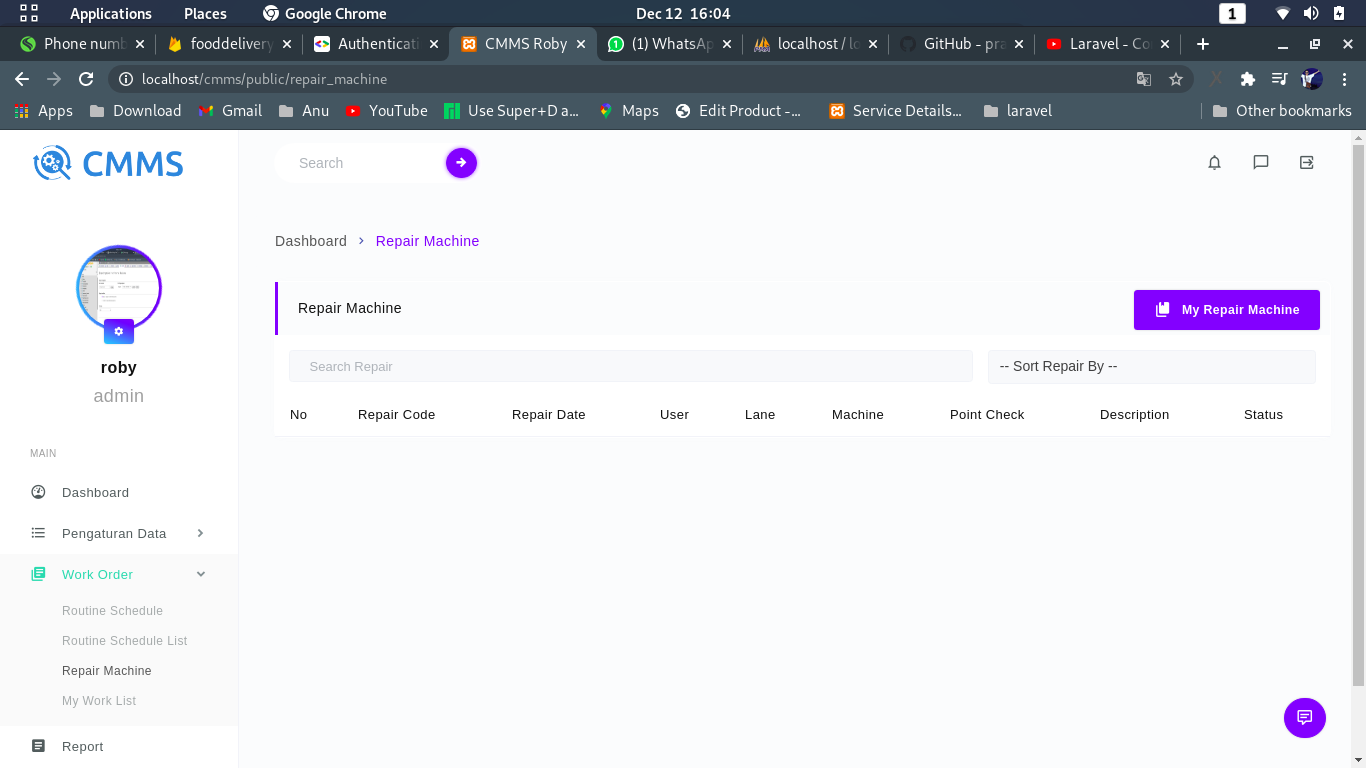 Applications Places Google Chrome Dec 12 16:04 1
Phone numb fooddelivery Authenticati CMMS Roby (1) WhatsAp localhost / lo GitHub - pra Laravel - Co
localhost/cmms/public/repair_machine
Apps Download Gmail Anu YouTube Use Super+D a... Maps Edit Product -... Service Details... laravel Other bookmarks
CMMS
Search
Dashboard Repair Machine
Repair Machine
My Repair Machine
Search Repair
-- Sort Repair By --
No Repair Code Repair Date User Lane Machine Point Check Description Status
roby
admin
MAIN
Dashboard
Pengaturan Data
Work Order
Routine Schedule
Routine Schedule List
Repair Machine
My Work List
Report